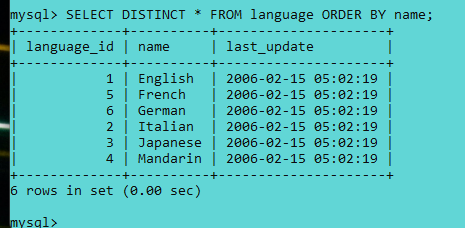 mysql> SELECT DISTINCT * FROM language ORDER BY name;
+-------------+----------+---------------------+
| language_id | name     | last_update         |
+-------------+----------+---------------------+
|           1 | English  | 2006-02-15 05:02:19 |
|           5 | French   | 2006-02-15 05:02:19 |
|           6 | German   | 2006-02-15 05:02:19 |
|           2 | Italian  | 2006-02-15 05:02:19 |
|           3 | Japanese | 2006-02-15 05:02:19 |
|           4 | Mandarin | 2006-02-15 05:02:19 |
+-------------+----------+---------------------+
6 rows in set (0.00 sec)
mysql>